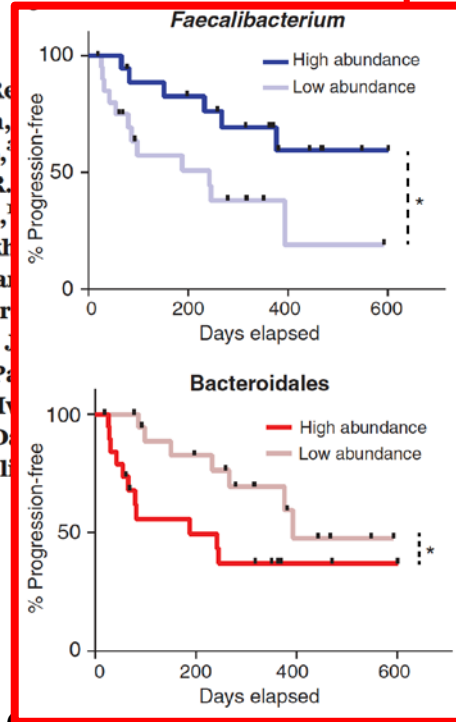 Faecalibacterium
100
50
0
% Progression-free
High abundance
Low abundance
*
0 200 400 600
Days elapsed
Bacteroidales
100
50
0
% Progression-free
High abundance
Low abundance
*
0 200 400 600
Days elapsed